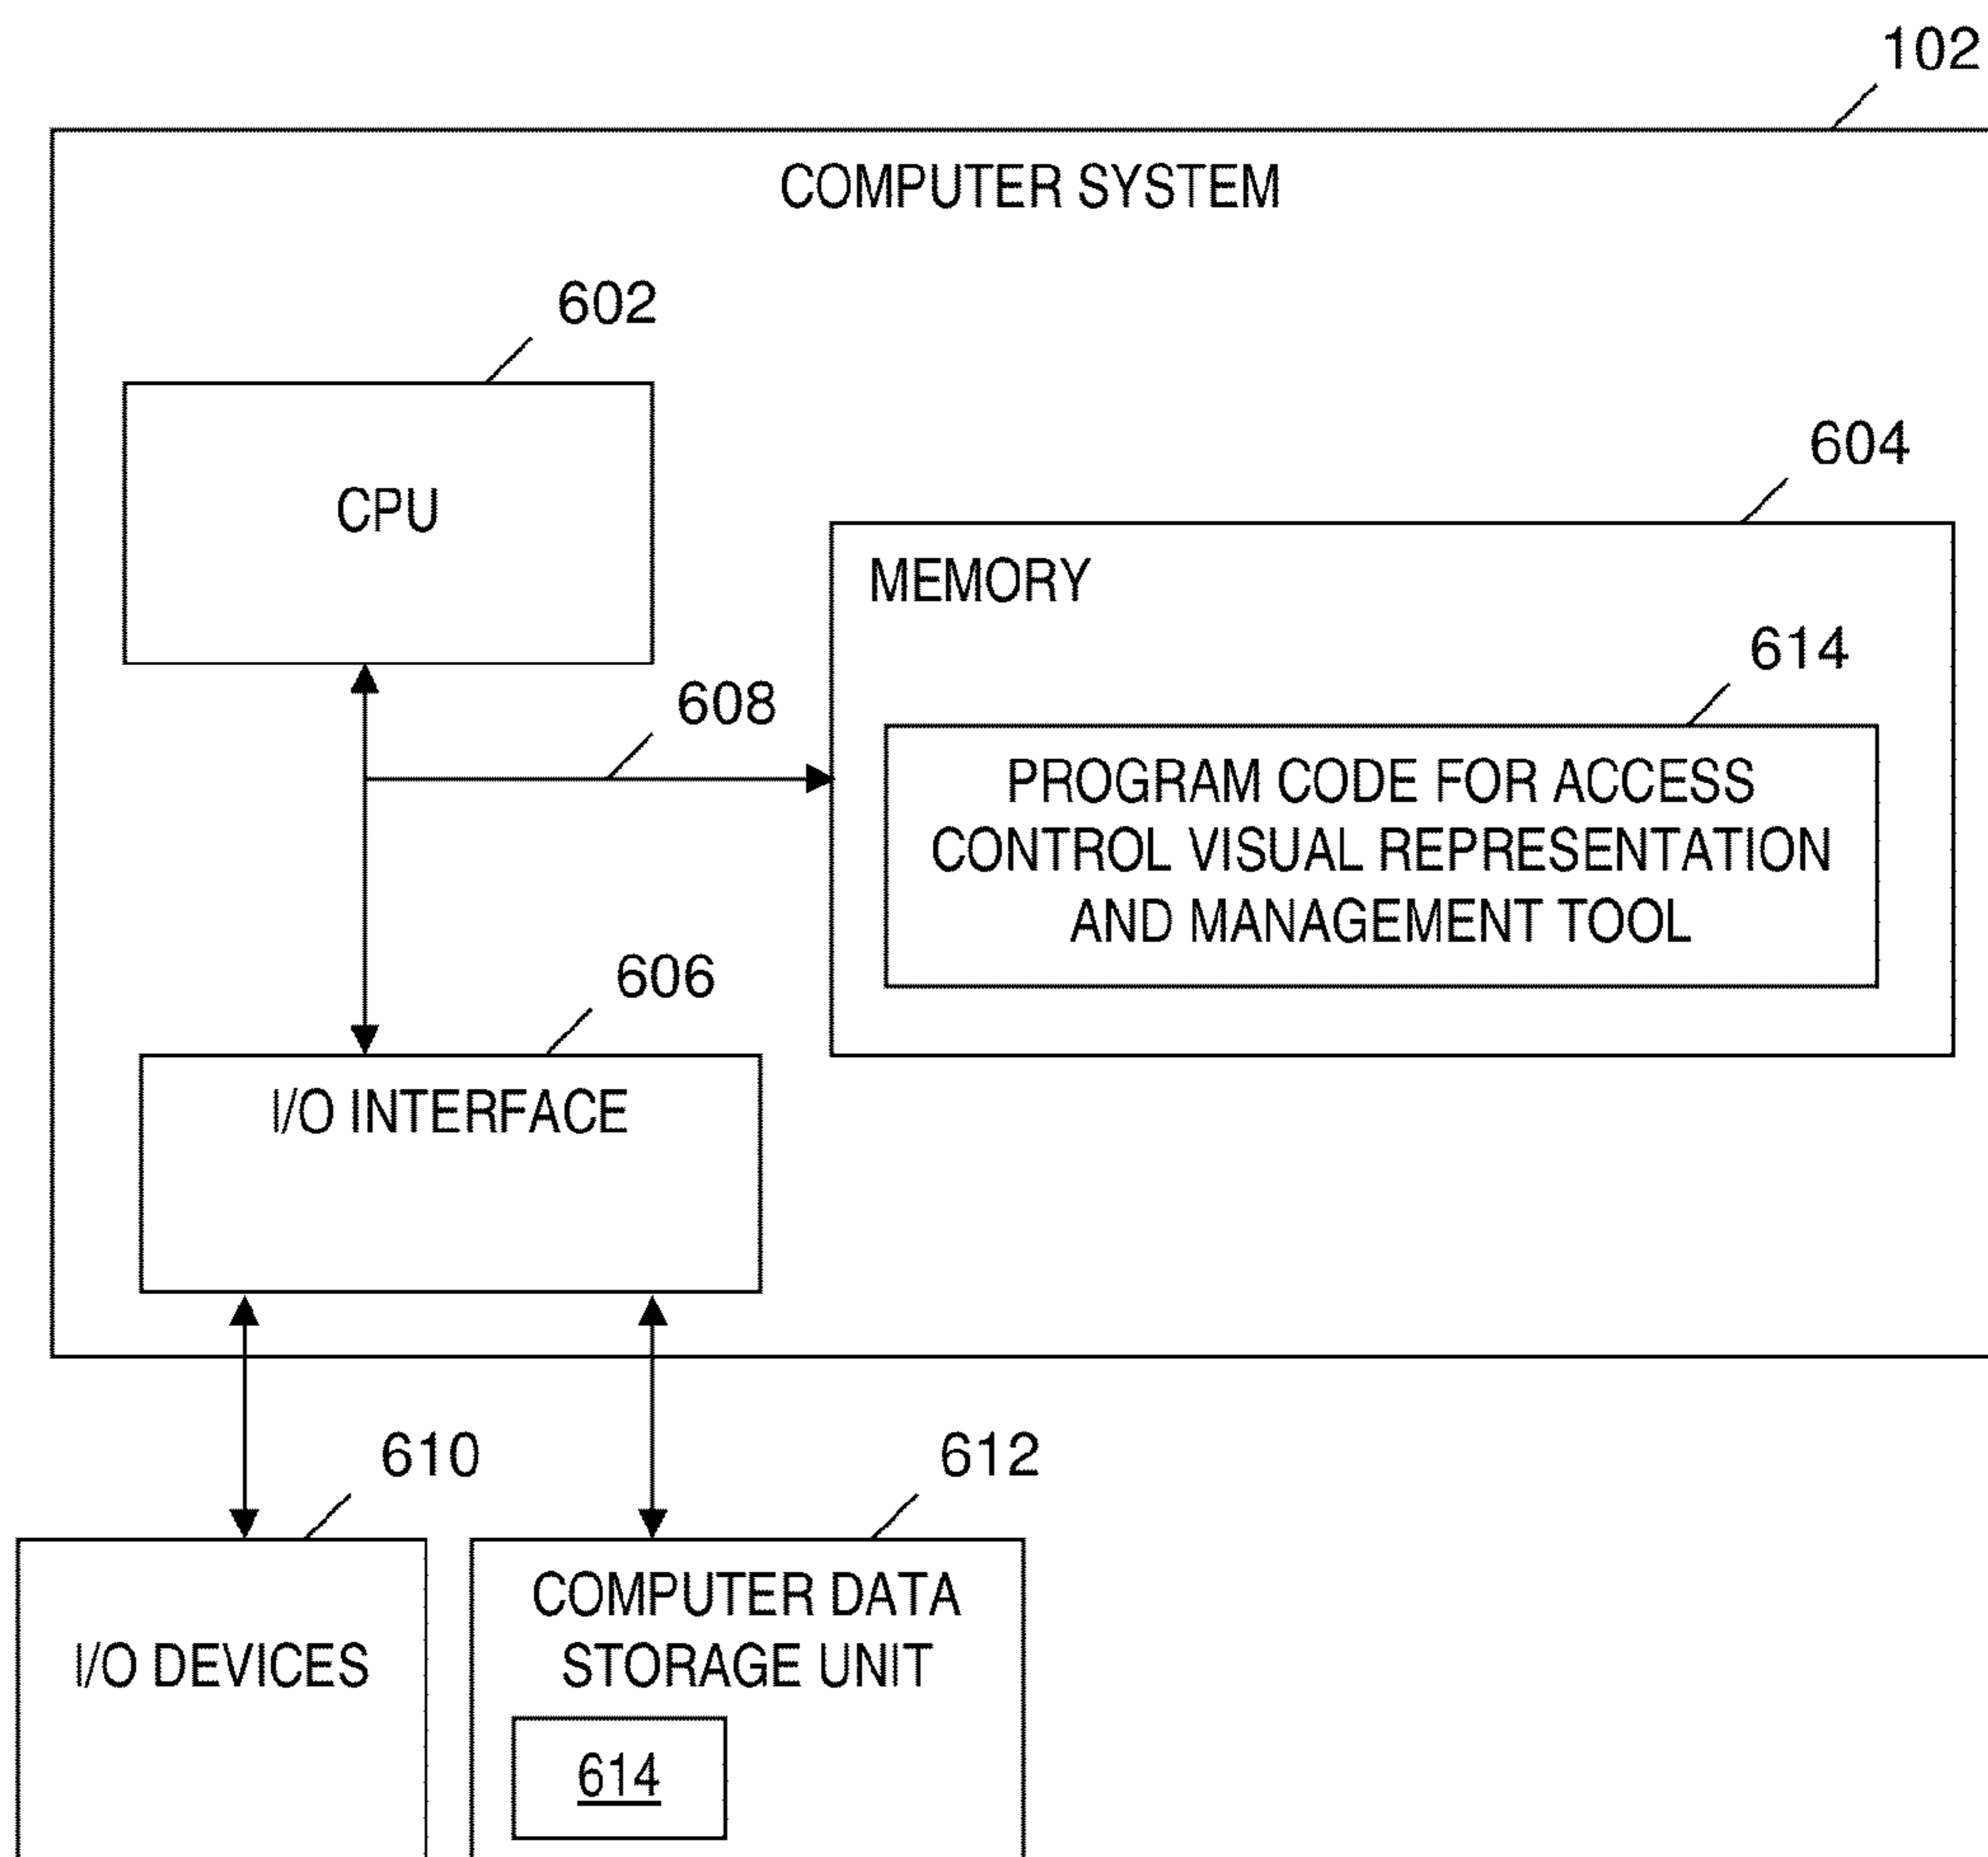 102
COMPUTER SYSTEM
602
CPU
604
MEMORY
614
608
PROGRAM CODE FOR ACCESS
CONTROL VISUAL REPRESENTATION
AND MANAGEMENT TOOL
606
I/O INTERFACE
610
612
I/O DEVICES
COMPUTER DATA
STORAGE UNIT
614